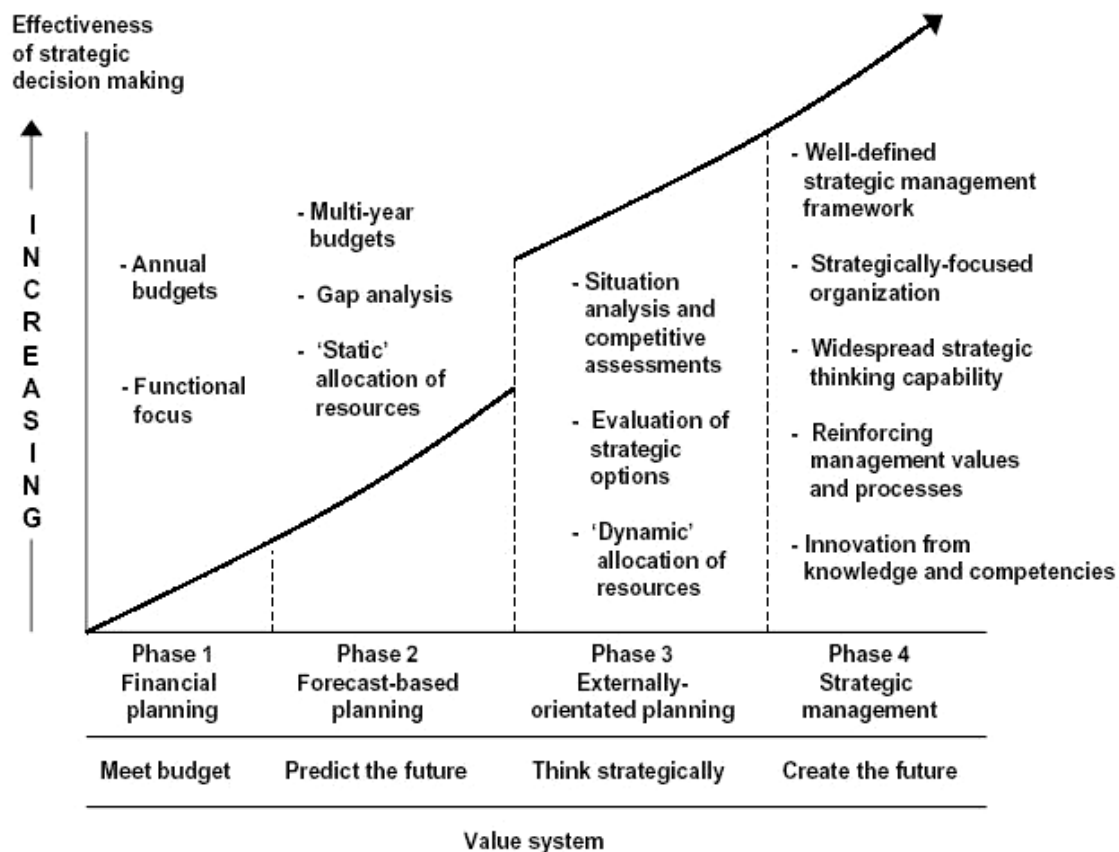 Effectiveness
of strategic
decision making
INCREASING
- Annual
budgets
- Functional
focus
- Multi-year
budgets
- Gap analysis
- ‘Static’
allocation of
resources
- Situation
analysis and
competitive
assessments
- Evaluation of
strategic
options
- ‘Dynamic’
allocation of
resources
- Well-defined
strategic management
framework
- Strategically-focused
organization
- Widespread strategic
thinking capability
- Reinforcing
management values
and processes
- Innovation from
knowledge and competencies
Phase 1
Financial
planning
Phase 2
Forecast-based
planning
Phase 3
Externally-
orientated planning
Phase 4
Strategic
management
Meet budget
Predict the future
Think strategically
Create the future
Value system